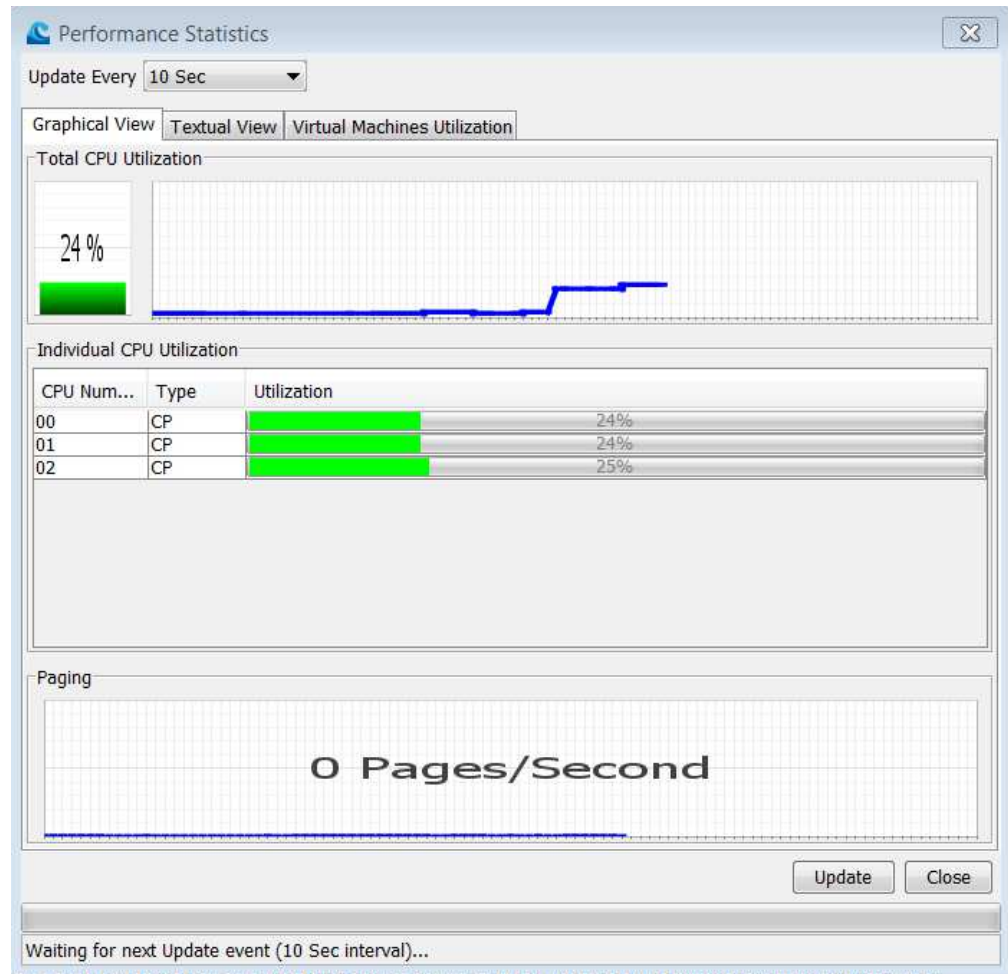 Performance Statistics
Update Every 10 Sec
Graphical View Textual View Virtual Machines Utilization
Total CPU Utilization
24 %
Individual CPU Utilization
CPU Num... Type Utilization
00 CP 24%
01 CP 24%
02 CP 25%
Paging
0 Pages/Second
Update Close
Waiting for next Update event (10 Sec interval)...